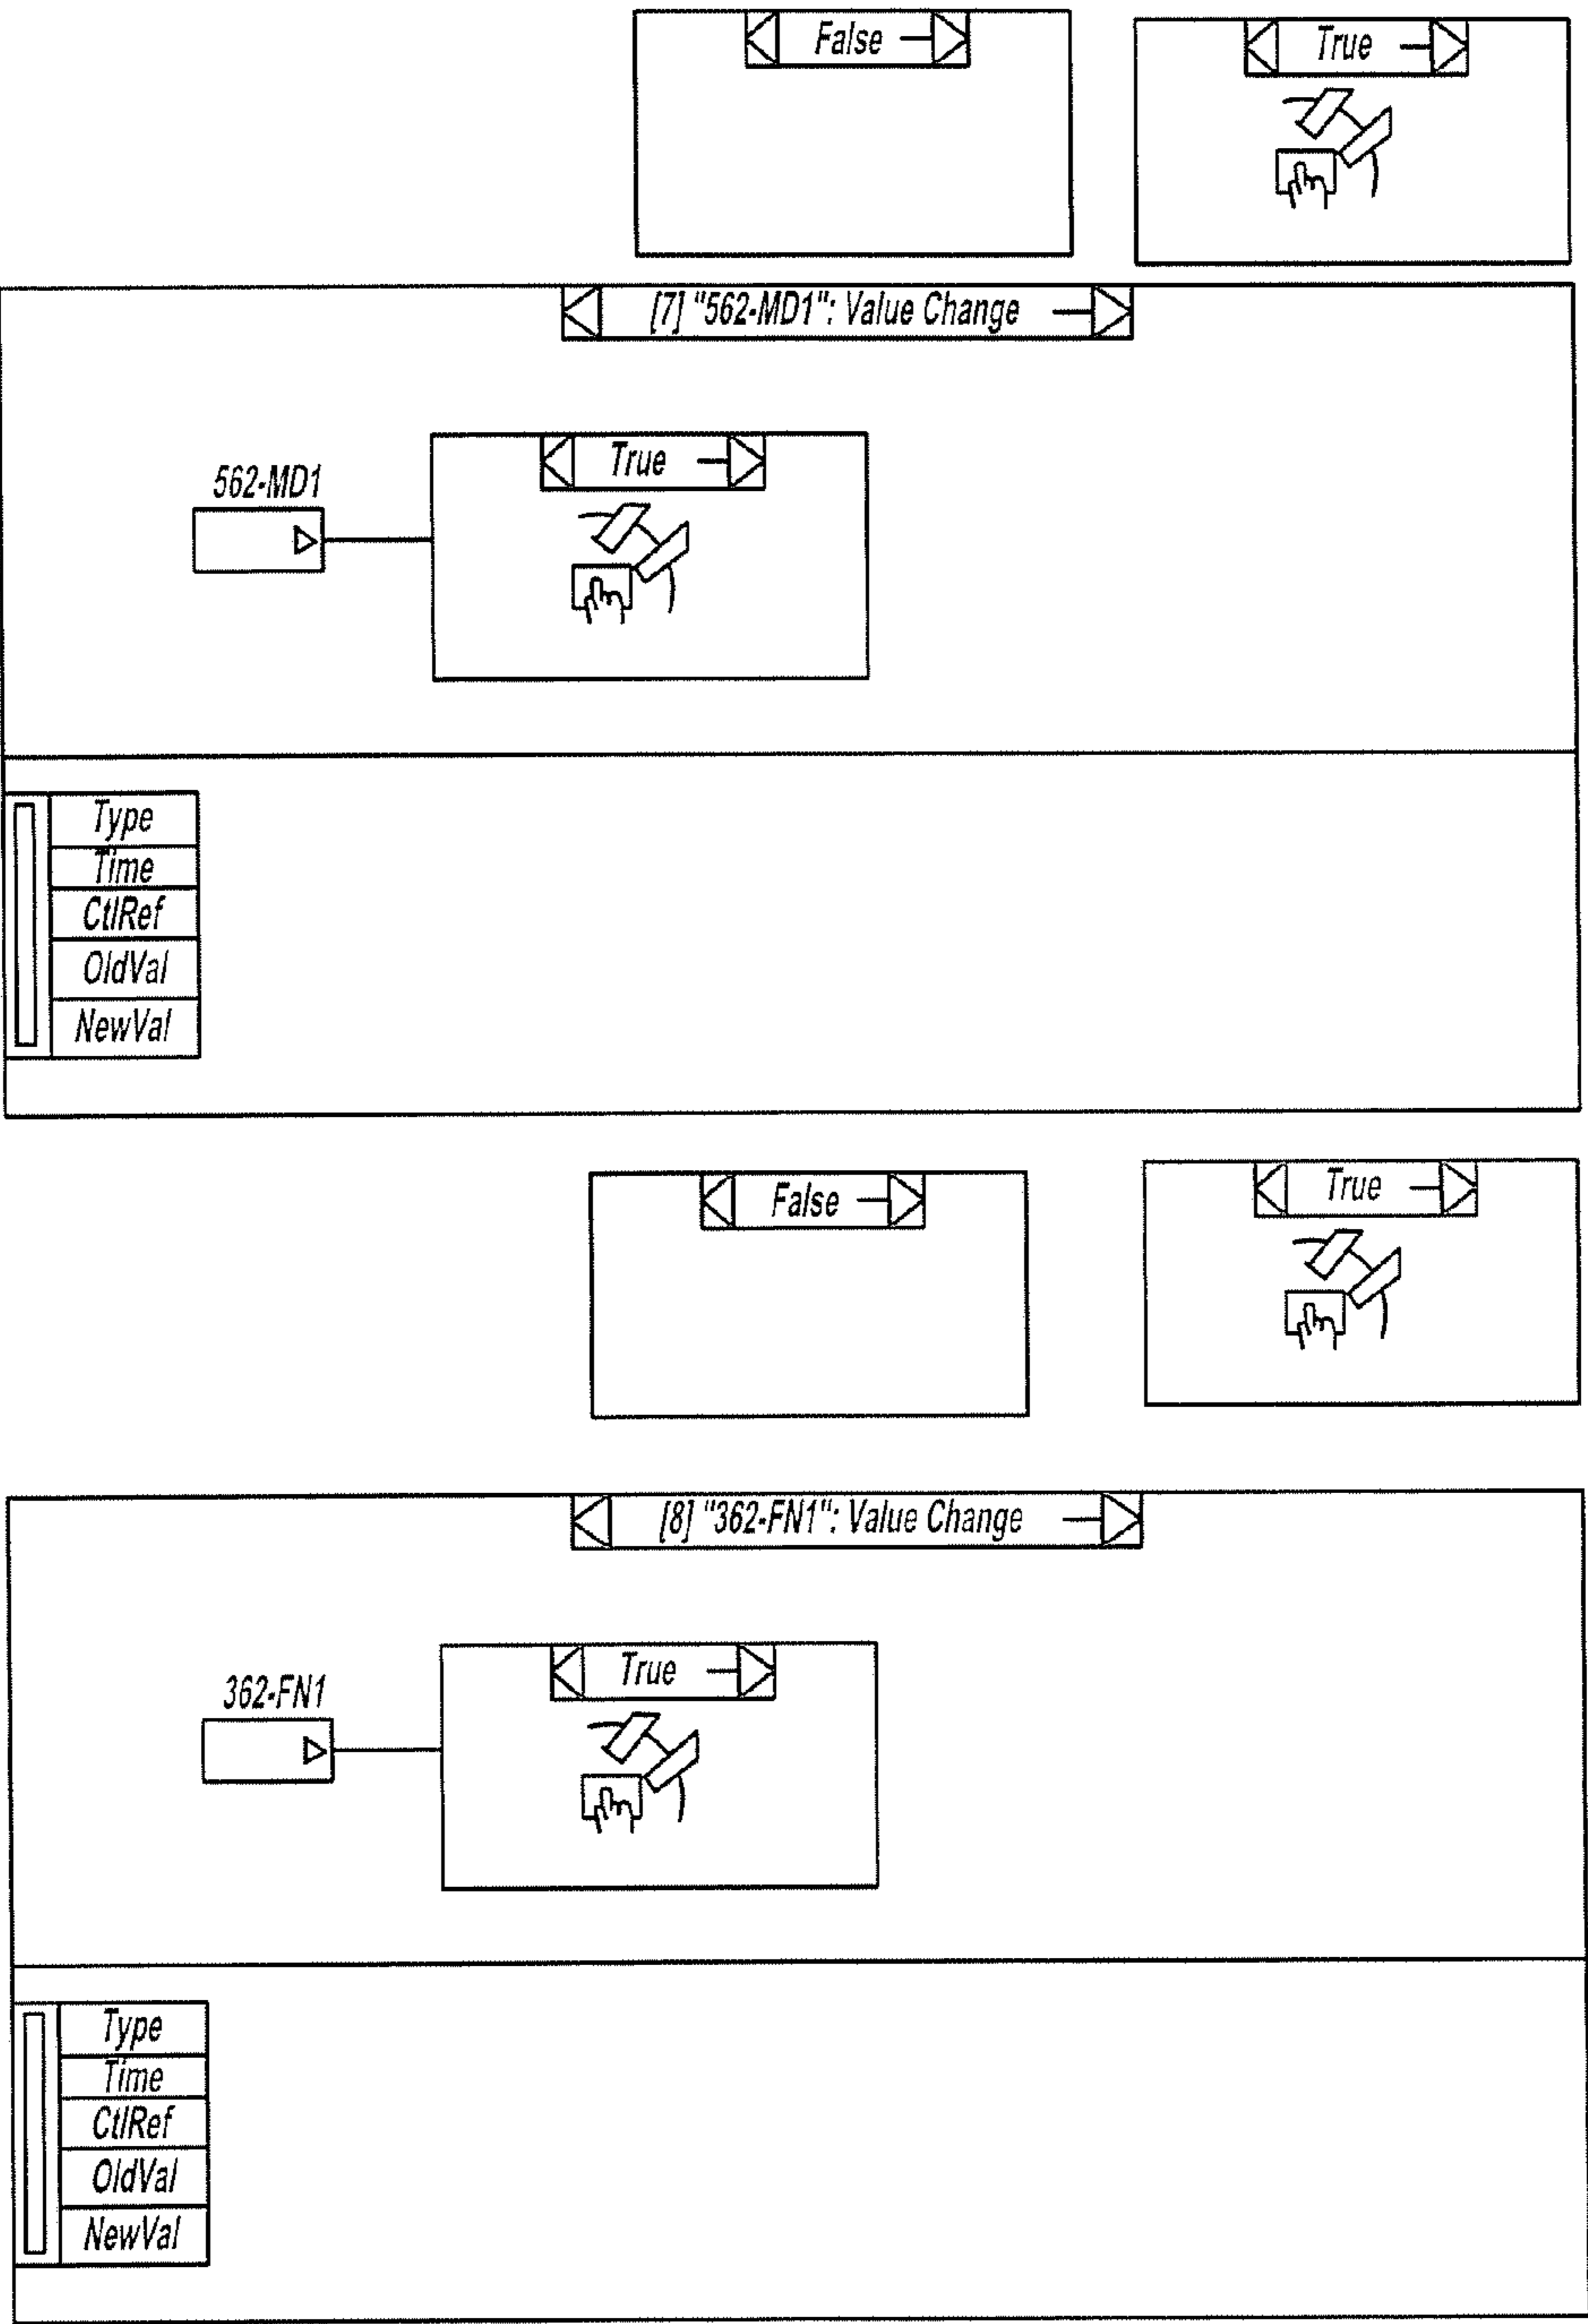 False
True
[7] "562-MD1": Value Change
True
562-MD1
Type
Time
CtlRef
OldVal
NewVal
False
True
[8] "362-FN1": Value Change
True
362-FN1
Type
Time
CtlRef
OldVal
NewVal